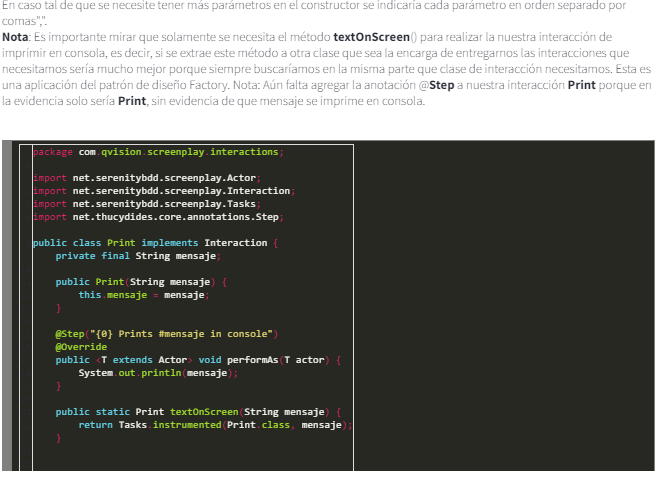 En caso tal de que se necesite tener más parámetros en el constructor se indicaría cada parámetro en orden separado por
comas",".
Nota: Es importante mirar que solamente se necesita el método textOnScreen() para realizar la nuestra interacción de
imprimir en consola, es decir, si se extrae este método a otra clase que sea la encarga de entregarnos las interacciones que
necesitamos sería mucho mejor porque siempre buscaríamos en la misma parte que clase de interacción necesitamos. Esta es
una aplicación del patrón de diseño Factory. Nota: Aún falta agregar la anotación @Step a nuestra interacción Print porque en
la evidencia solo sería Print, sin evidencia de que mensaje se imprime en consola.
package com.qvision.screenplay.interactions;
import net.serenitybdd.screenplay.Actor;
import net.serenitybdd.screenplay.Interaction;
import net.serenitybdd.screenplay.Tasks;
import net.thucydides.core.annotations.Step;
public class Print implements Interaction {
private final String mensaje;
public Print(String mensaje) {
this.mensaje = mensaje;
}
@Step("{0} Prints #mensaje in console")
@Override
public <T extends Actor> void performAs(T actor) {
System.out.println(mensaje);
}
public static Print textOnScreen(String mensaje) {
return Tasks.instrumented(Print.class, mensaje);
}